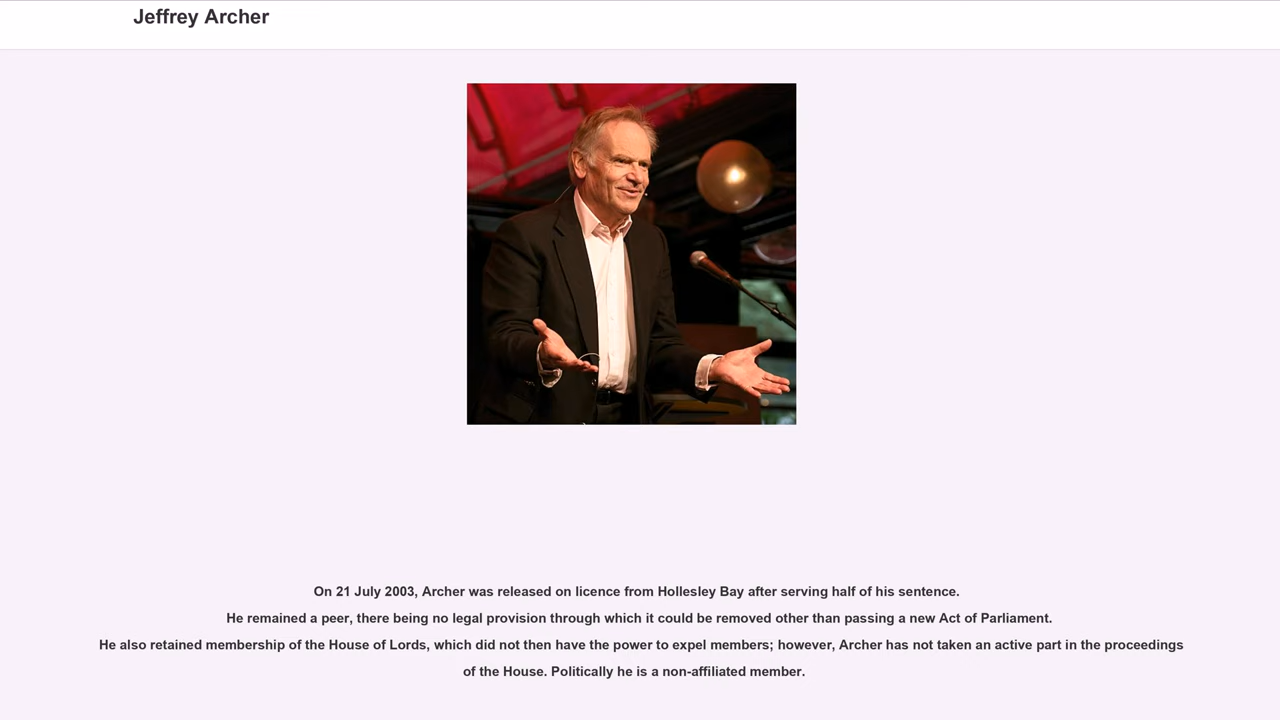 Jeffrey Archer
On 21 July 2003, Archer was released on licence from Hollesley Bay after serving half of his sentence.
He remained a peer, there being no legal provision through which it could be removed other than passing a new Act of Parliament.
He also retained membership of the House of Lords, which did not then have the power to expel members; however, Archer has not taken an active part in the proceedings
of the House. Politically he is a non-affiliated member.